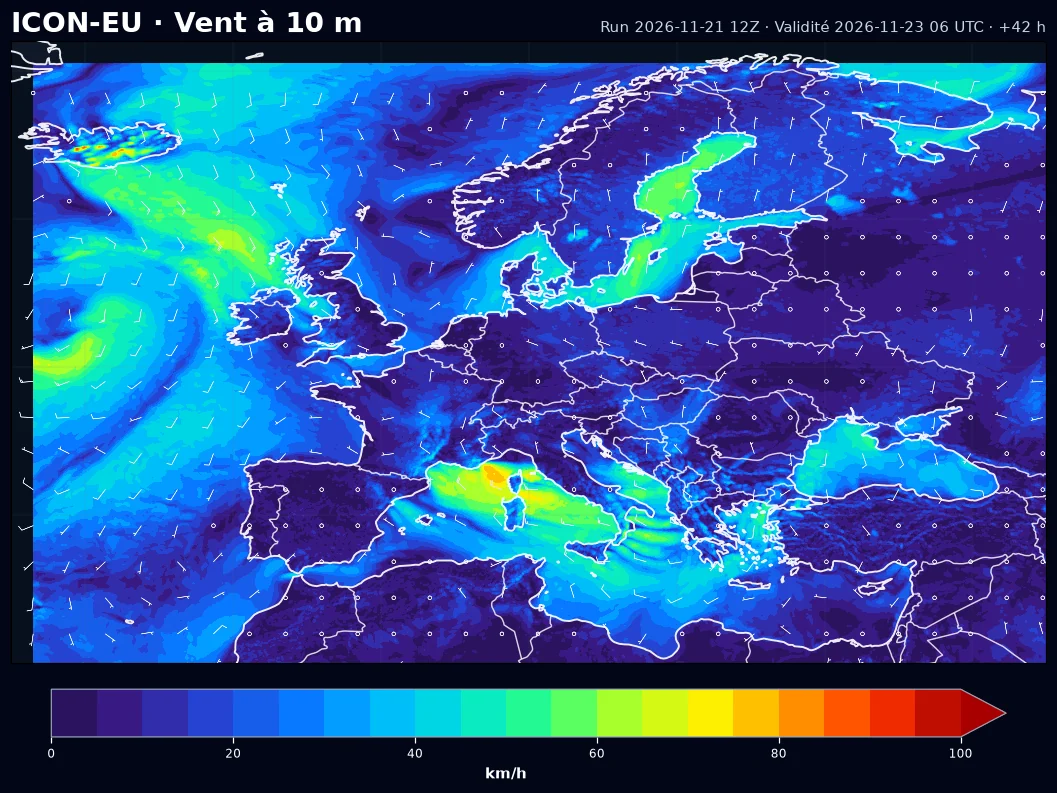 ICON-EU · Vent à 10 m
Run 2026-11-21 12Z · Validité 2026-11-23 06 UTC · +42 h
0 20 40 60 80 100
km/h